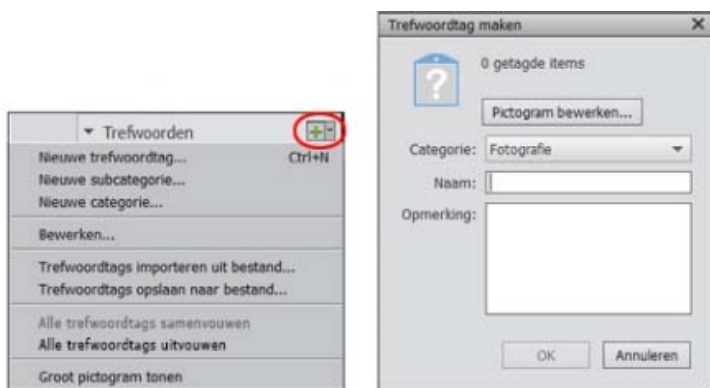 Trefwoorden
Nieuwe trefwoordtag... Ctrl+N
Nieuwe subcategorie...
Nieuwe categorie...
Bewerken...
Trefwoordtags importeren uit bestand...
Trefwoordtags opslaan naar bestand...
Alle trefwoordtags samenvouwen
Alle trefwoordtags uitvouwen
Groot pictogram tonen
Trefwoordtag maken
0 getagde items
Pictogram bewerken...
Categorie: Fotografie
Naam:
Opmerking:
OK Annuleren